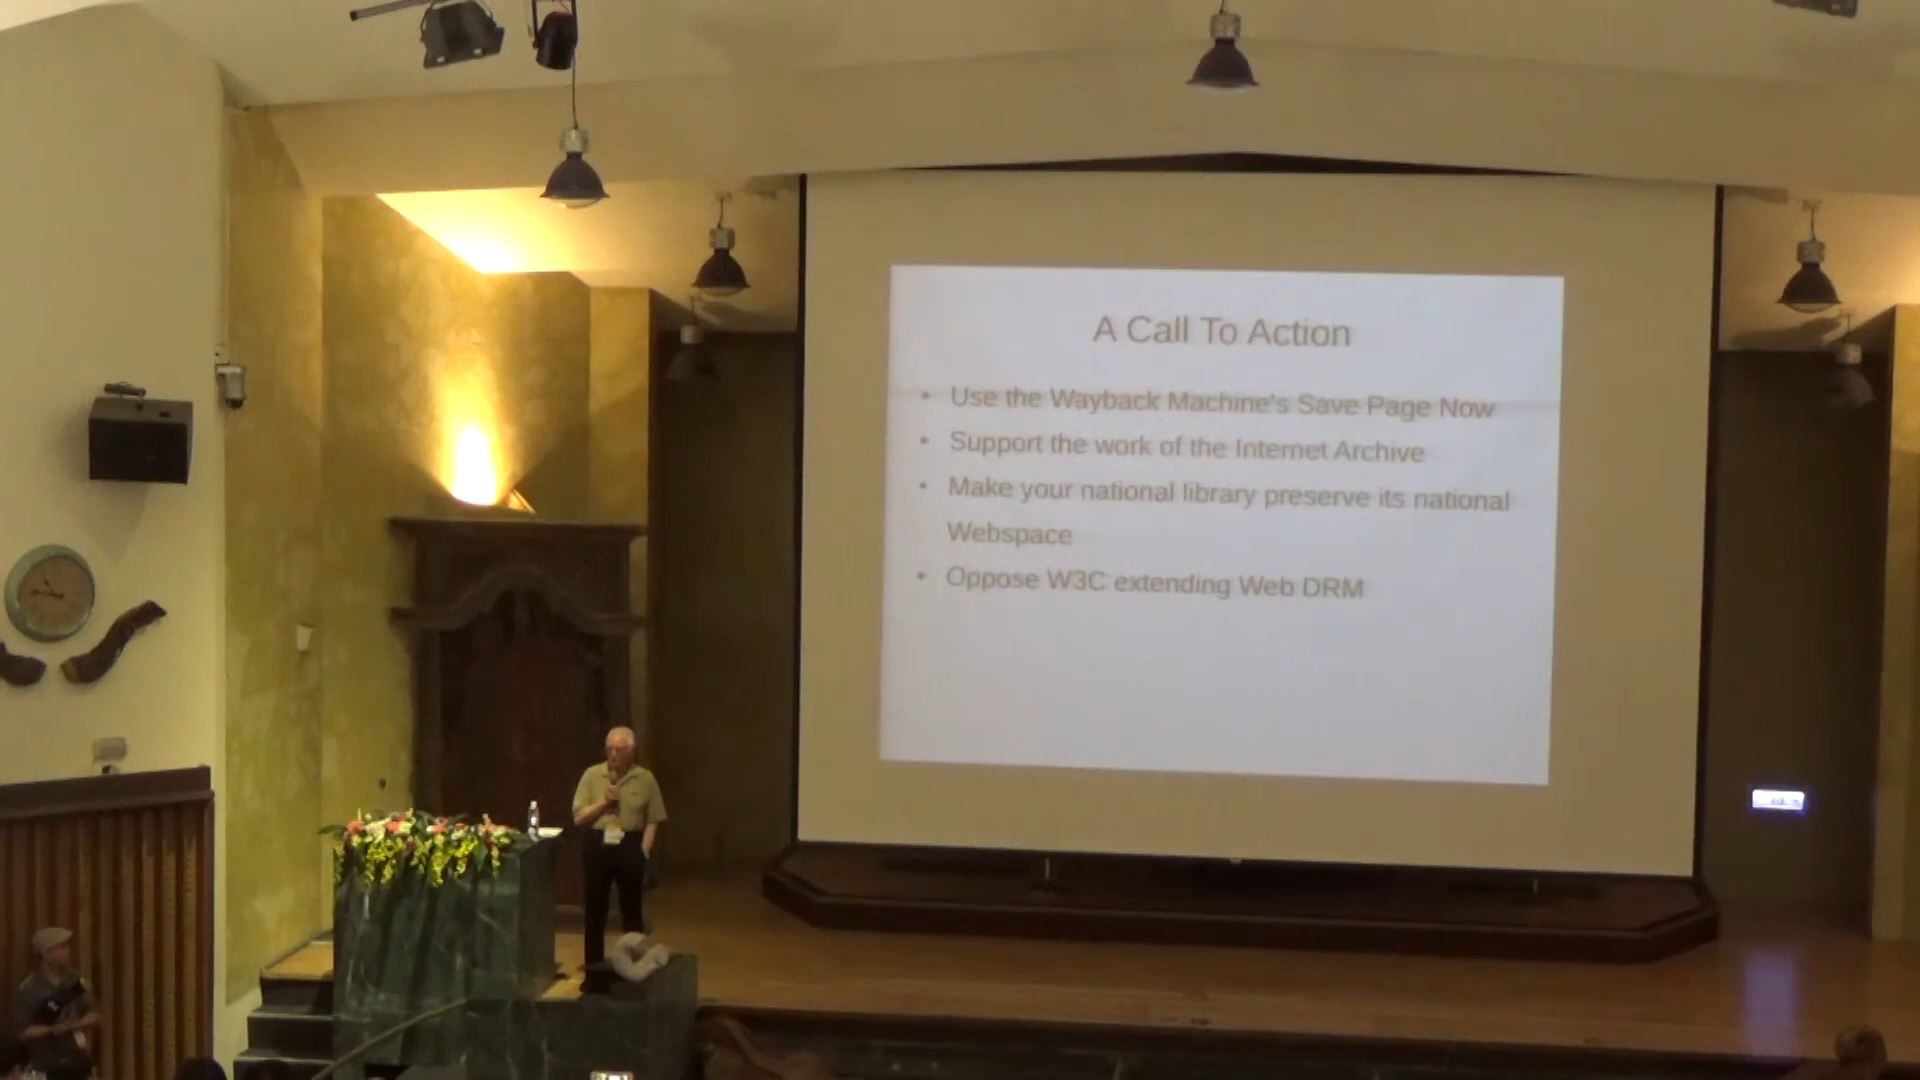 A Call To Action
• Use the Wayback Machine's Save Page Now
• Support the work of the Internet Archive
• Make your national library preserve its national
Webspace
• Oppose W3C extending Web DRM